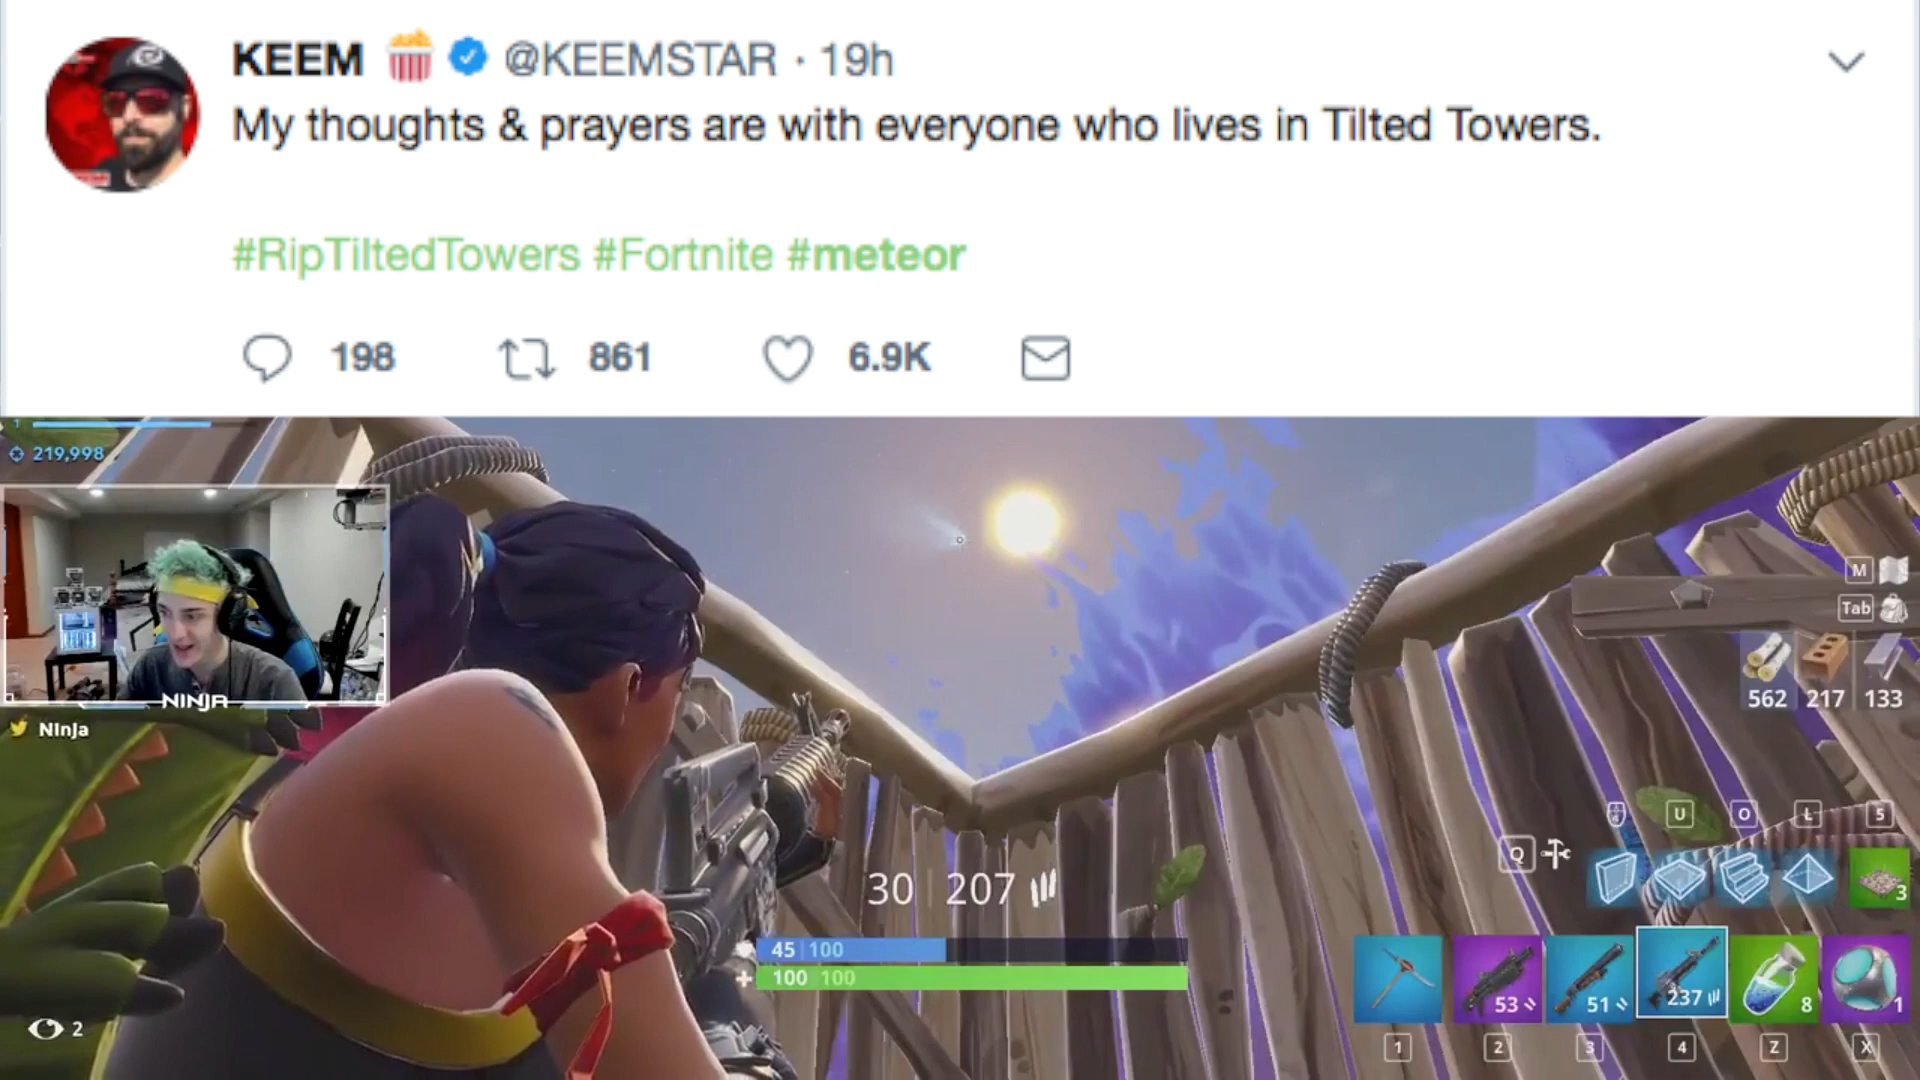 KEEM @KEEMSTAR · 19h
My thoughts & prayers are with everyone who lives in Tilted Towers.
#RipTiltedTowers #Fortnite #meteor
198 861 6.9K
1
219,998
NINJA
NInja
M
Tab
562 217 133
U O L 5
Q
3
30 | 207
45 | 100
100 | 100
53 51 237 8 1
1 2 3 4 Z X
2